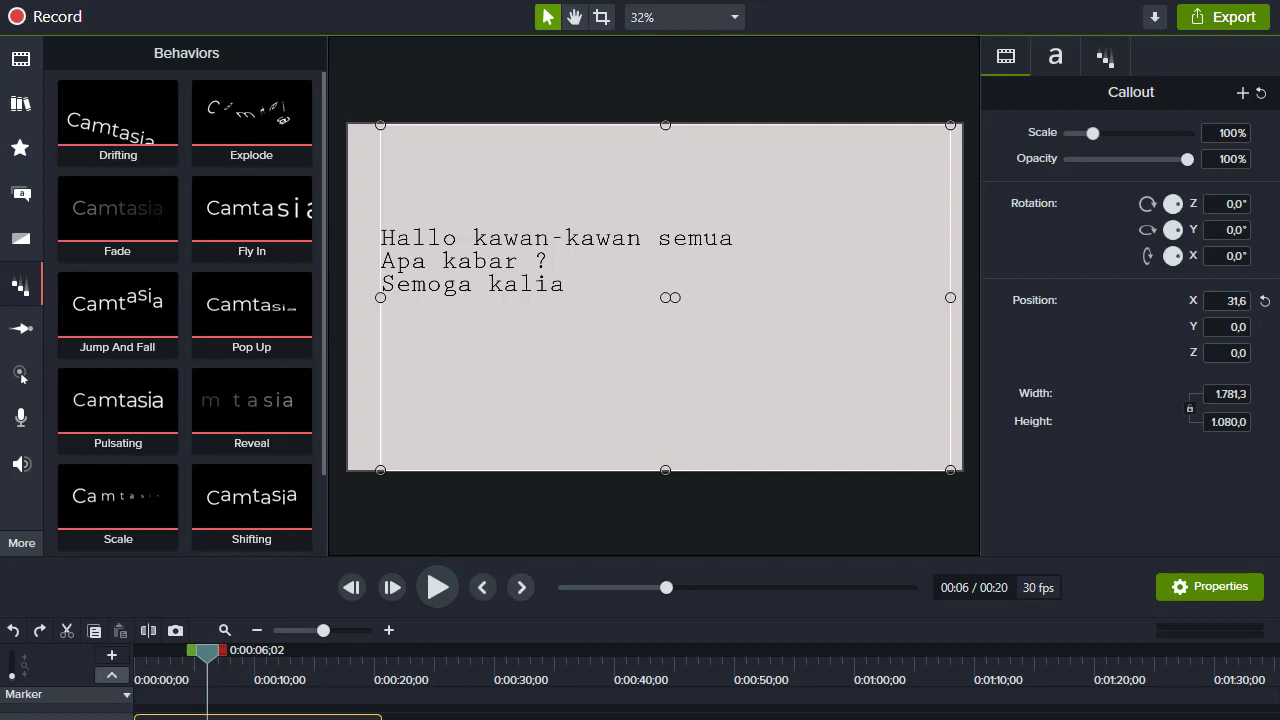 Record
32%
Export
Behaviors
Camtasia
Drifting
Explode
Camtasia
Fade
Camtasia
Fly In
Camtasia
Jump And Fall
Camtasia
Pop Up
Camtasia
Pulsating
m tasia
Reveal
Camtas
Scale
Camtasia
Shifting
More
Hallo kawan-kawan semua
Apa kabar ?
Semoga kalia
a
Callout
Scale 100%
Opacity 100%
Rotation: Z 0,0°
Y 0,0°
X 0,0°
Position: X 31,6
Y 0,0
Z 0,0
Width: 1.781,3
Height: 1.080,0
00:06 / 00:20 30 fps
Properties
0:00:06;02
0:00:00;00 0:00:10;00 0:00:20;00 0:00:30;00 0:00:40;00 0:00:50;00 0:01:00;00 0:01:10;00 0:01:20;00 0:01:30;00
Marker